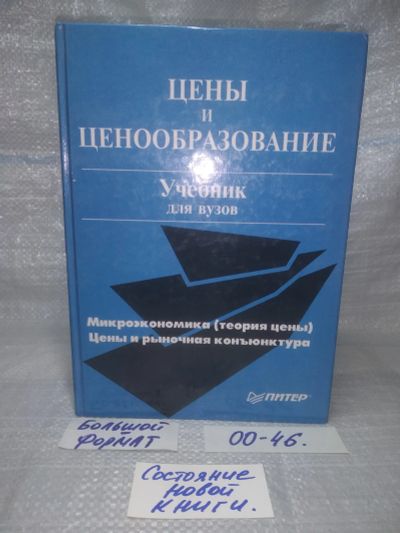 ЦЕНЫ
и
ЦЕНООБРАЗОВАНИЕ
Учебник
для вузов
Микроэкономика (теория цены)
Цены и рыночная конъюнктура
ПИТЕР
большой
формат
00-46.
Состояние
новой
книги.